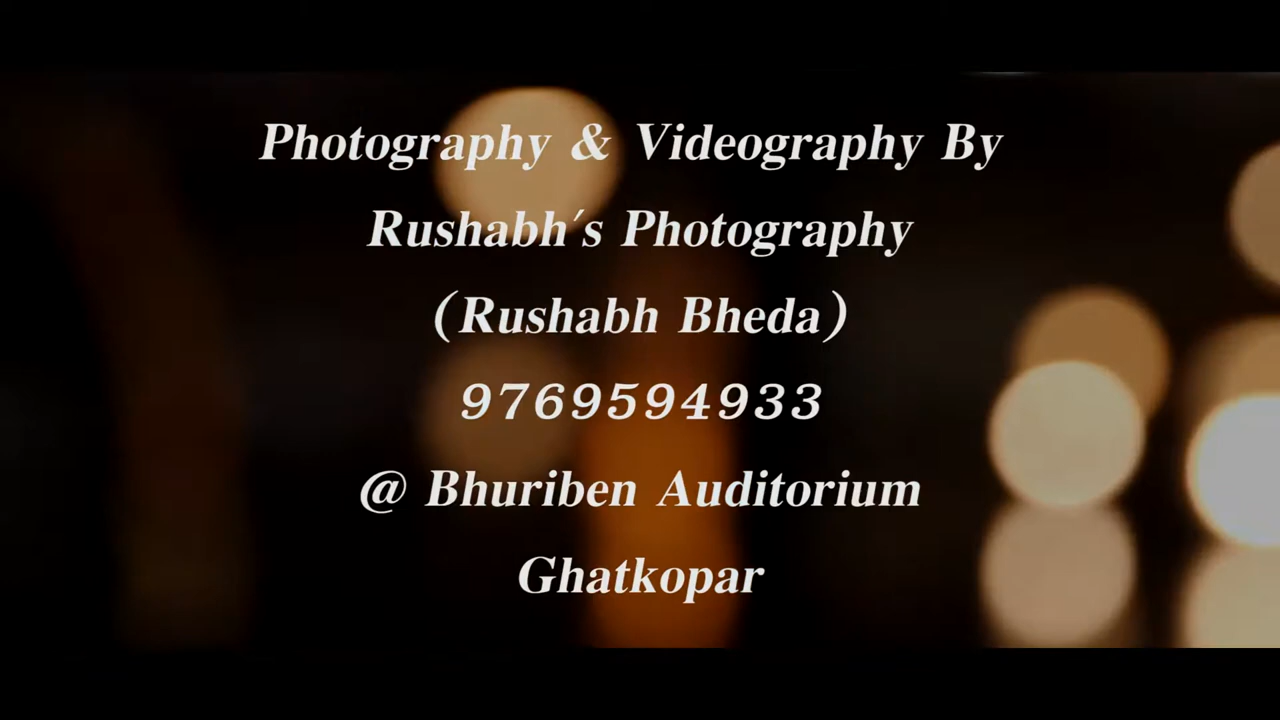 Photography & Videography By
Rushabh's Photography
(Rushabh Bheda)
9769594933
@ Bhuriben Auditorium
Ghatkopar